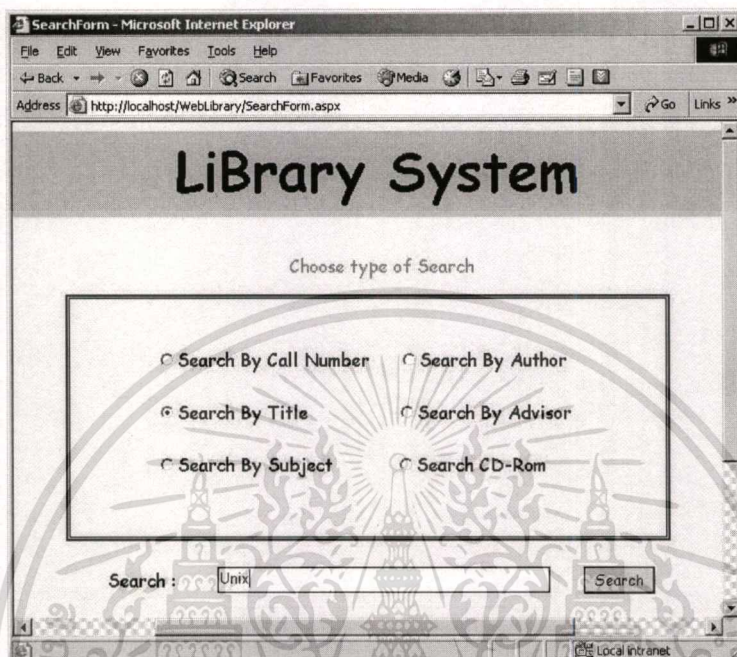 SearchForm - Microsoft Internet Explorer
File Edit View Favorites Tools Help
Back Search Favorites Media
Address http://localhost/WebLibrary/SearchForm.aspx Go Links »
LiBrary System
Choose type of Search
Search By Call Number Search By Author
Search By Title Search By Advisor
Search By Subject Search CD-Rom
Search : Unix Search
Local intranet